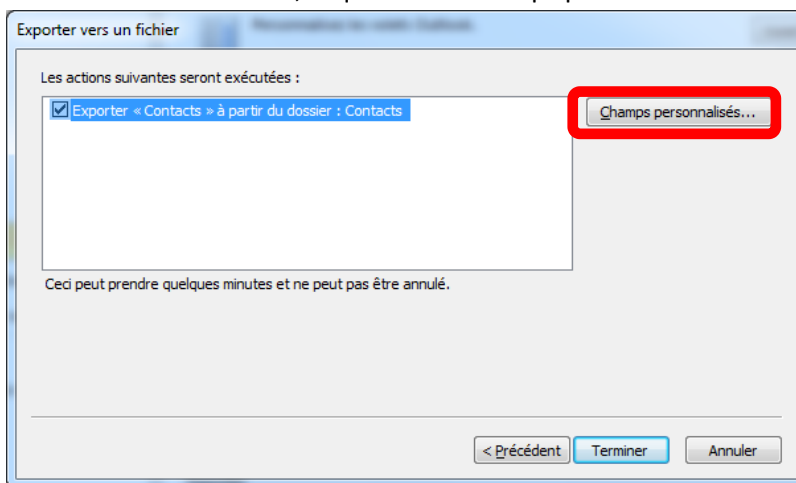 Exporter vers un fichier
Les actions suivantes seront exécutées :
Exporter « Contacts » à partir du dossier : Contacts
Champs personnalisés...
Ceci peut prendre quelques minutes et ne peut pas être annulé.
< Précédent
Terminer
Annuler